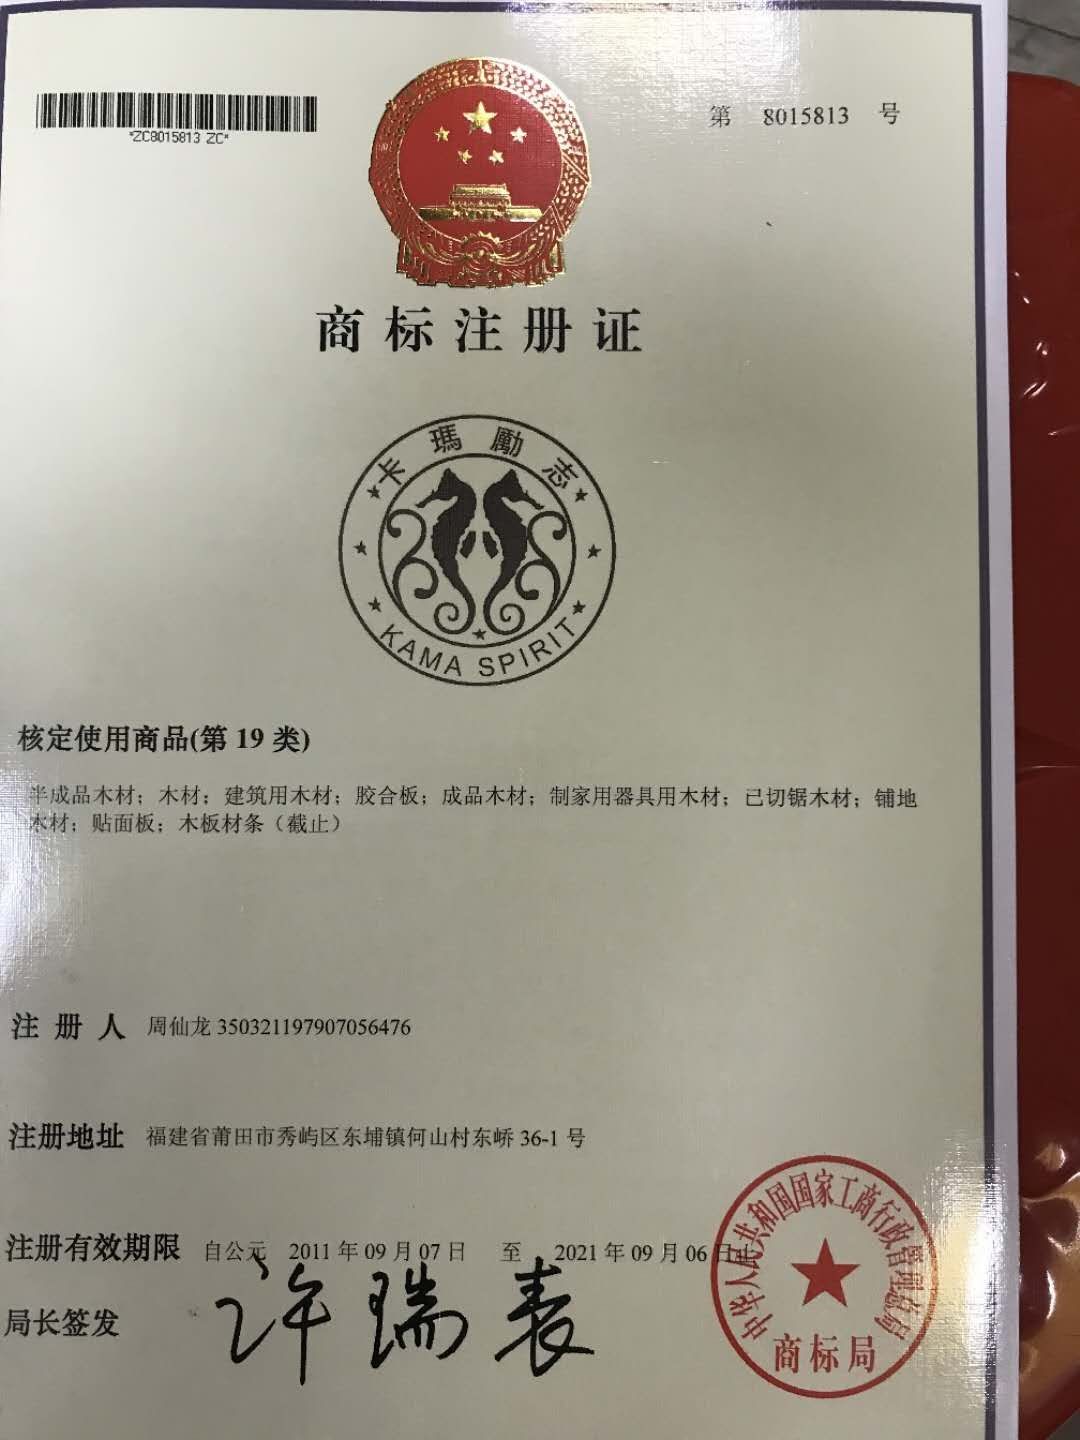 *ZC8015813 ZC*
第 8015813 号
商标注册证
卡瑪勵志
KAMA SPIRIT
核定使用商品(第 19 类)
半成品木材；木材；建筑用木材；胶合板；成品木材；制家用器具用木材；已切锯木材；铺地
木材；贴面板；木板材条（截止）
注册人 周仙龙 350321197907056476
注册地址 福建省莆田市秀屿区东埔镇何山村东峤 36-1 号
注册有效期限 自公元 2011 年 09 月 07 日 至 2021 年 09 月 06 日止
局长签发 许瑞表
中华人民共和国国家工商行政管理总局
商标局